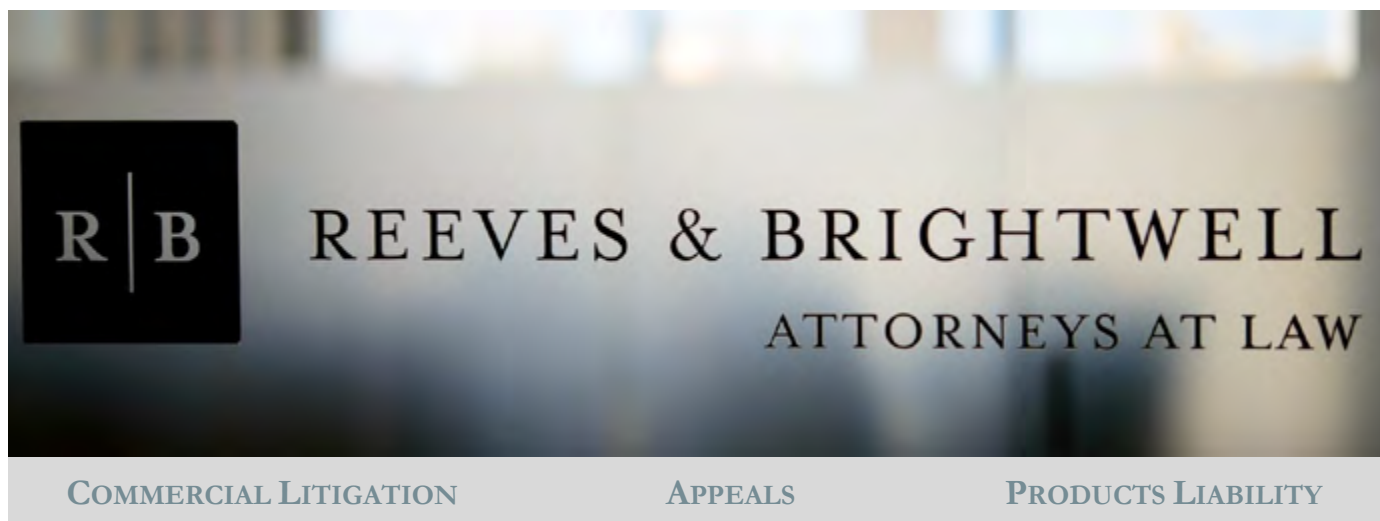 R|B
REEVES & BRIGHTWELL
ATTORNEYS AT LAW
COMMERCIAL LITIGATION APPEALS PRODUCTS LIABILITY